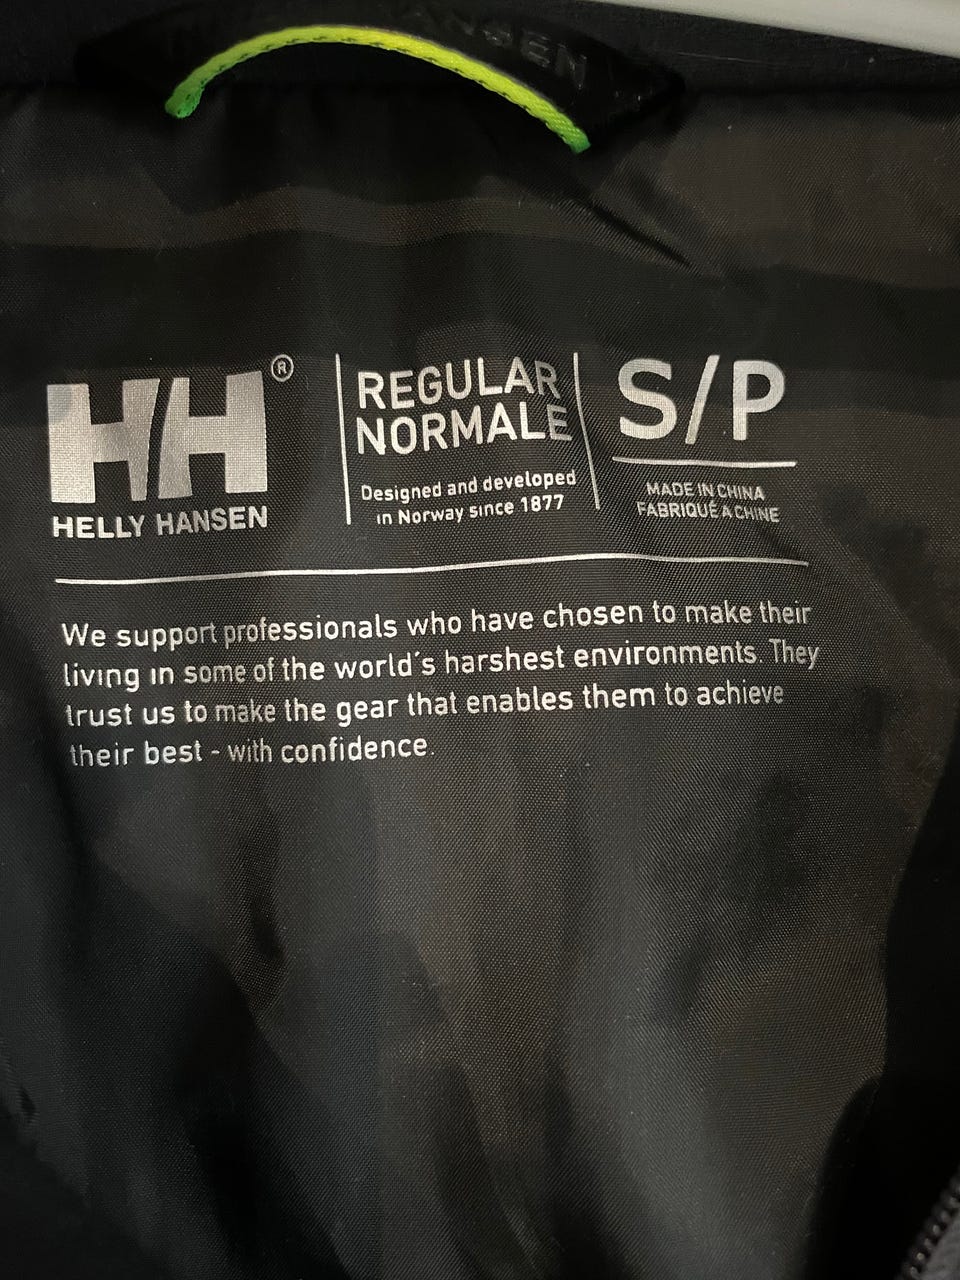 HH®
HELLY HANSEN
REGULAR
NORMALE
Designed and developed
in Norway since 1877
S/P
MADE IN CHINA
FABRIQUÉ A CHINE
We support professionals who have chosen to make their
living in some of the world´s harshest environments. They
trust us to make the gear that enables them to achieve
their best - with confidence.